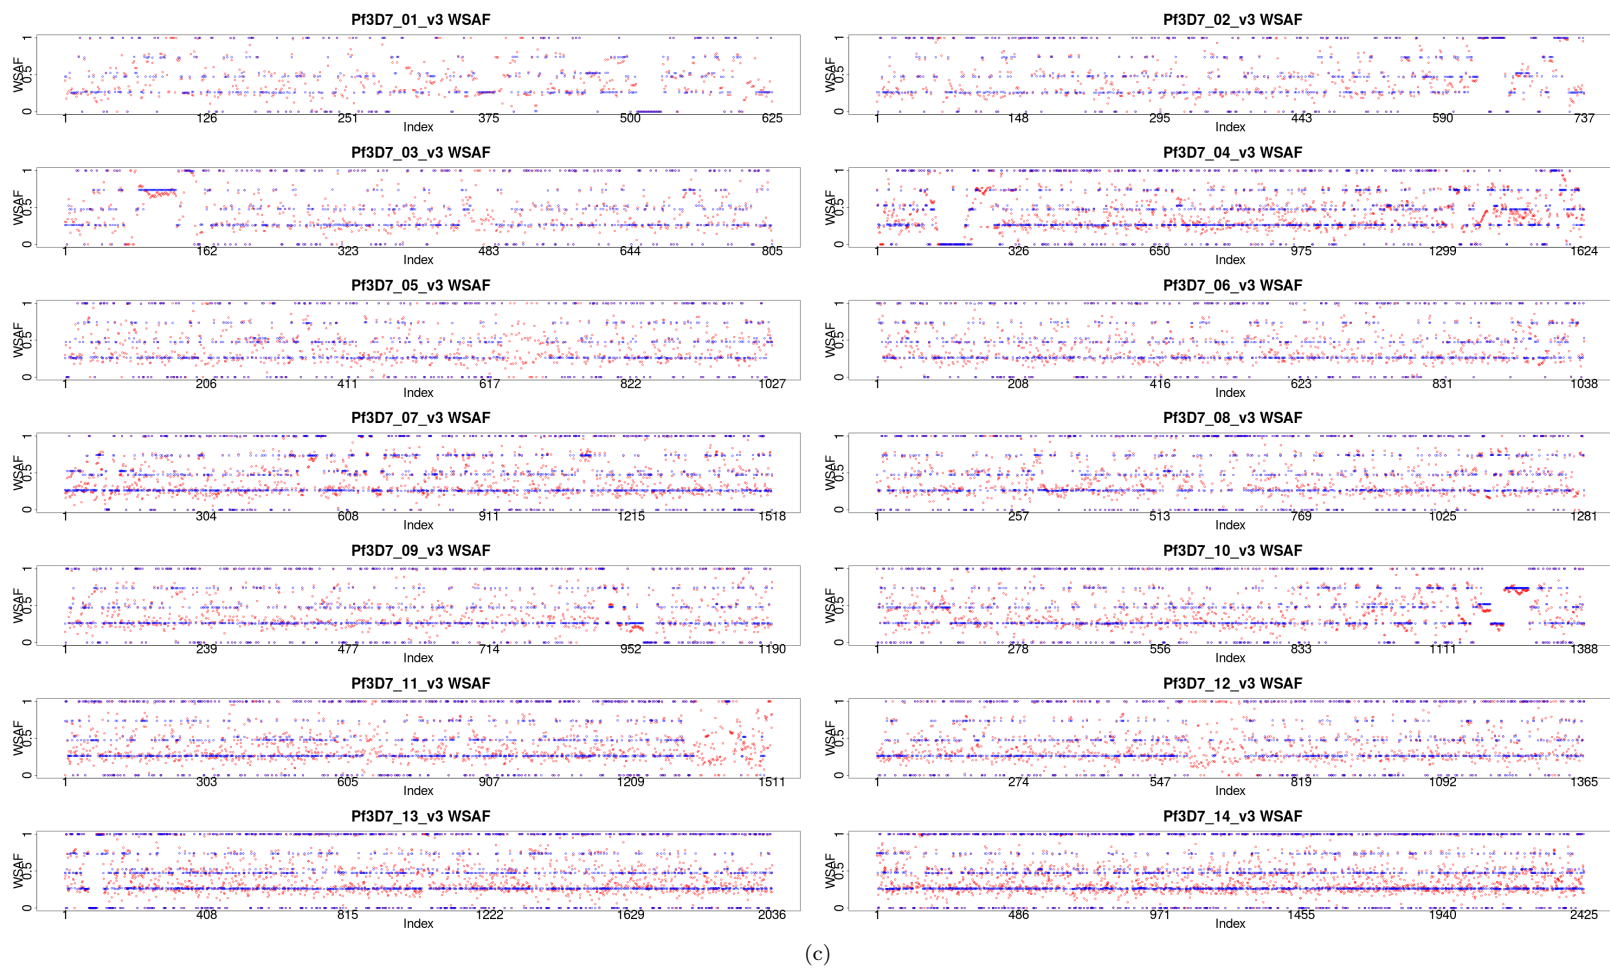 Pf3D7_01_v3 WSAF
WSAF
0 0.5 1
1 126 251 375 500 625
Index
Pf3D7_02_v3 WSAF
WSAF
0 0.5 1
1 148 295 443 590 737
Index
Pf3D7_03_v3 WSAF
WSAF
0 0.5 1
1 162 323 483 644 805
Index
Pf3D7_04_v3 WSAF
WSAF
0 0.5 1
1 326 650 975 1299 1624
Index
Pf3D7_05_v3 WSAF
WSAF
0 0.5 1
1 206 411 617 822 1027
Index
Pf3D7_06_v3 WSAF
WSAF
0 0.5 1
1 208 416 623 831 1038
Index
Pf3D7_07_v3 WSAF
WSAF
0 0.5 1
1 304 608 911 1215 1518
Index
Pf3D7_08_v3 WSAF
WSAF
0 0.5 1
1 257 513 769 1025 1281
Index
Pf3D7_09_v3 WSAF
WSAF
0 0.5 1
1 239 477 714 952 1190
Index
Pf3D7_10_v3 WSAF
WSAF
0 0.5 1
1 278 556 833 1111 1388
Index
Pf3D7_11_v3 WSAF
WSAF
0 0.5 1
1 303 605 907 1209 1511
Index
Pf3D7_12_v3 WSAF
WSAF
0 0.5 1
1 274 547 819 1092 1365
Index
Pf3D7_13_v3 WSAF
WSAF
0 0.5 1
1 408 815 1222 1629 2036
Index
Pf3D7_14_v3 WSAF
WSAF
0 0.5 1
1 486 971 1455 1940 2425
Index
(c)